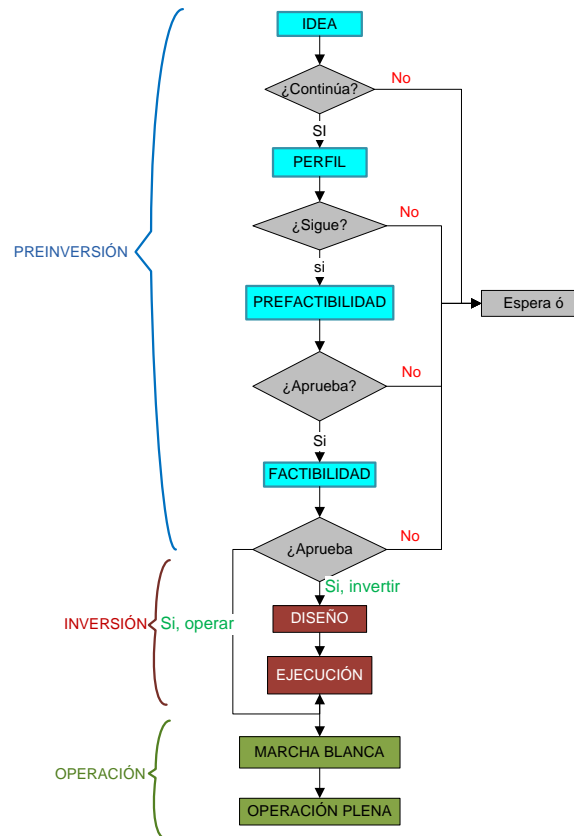 IDEA
¿Continúa?
No
SI
PERFIL
¿Sigue?
No
si
PREINVERSIÓN
PREFACTIBILIDAD
Espera ó
¿Aprueba?
No
Si
FACTIBILIDAD
¿Aprueba
No
Si, invertir
INVERSIÓN
Si, operar
DISEÑO
EJECUCIÓN
MARCHA BLANCA
OPERACIÓN
OPERACIÓN PLENA